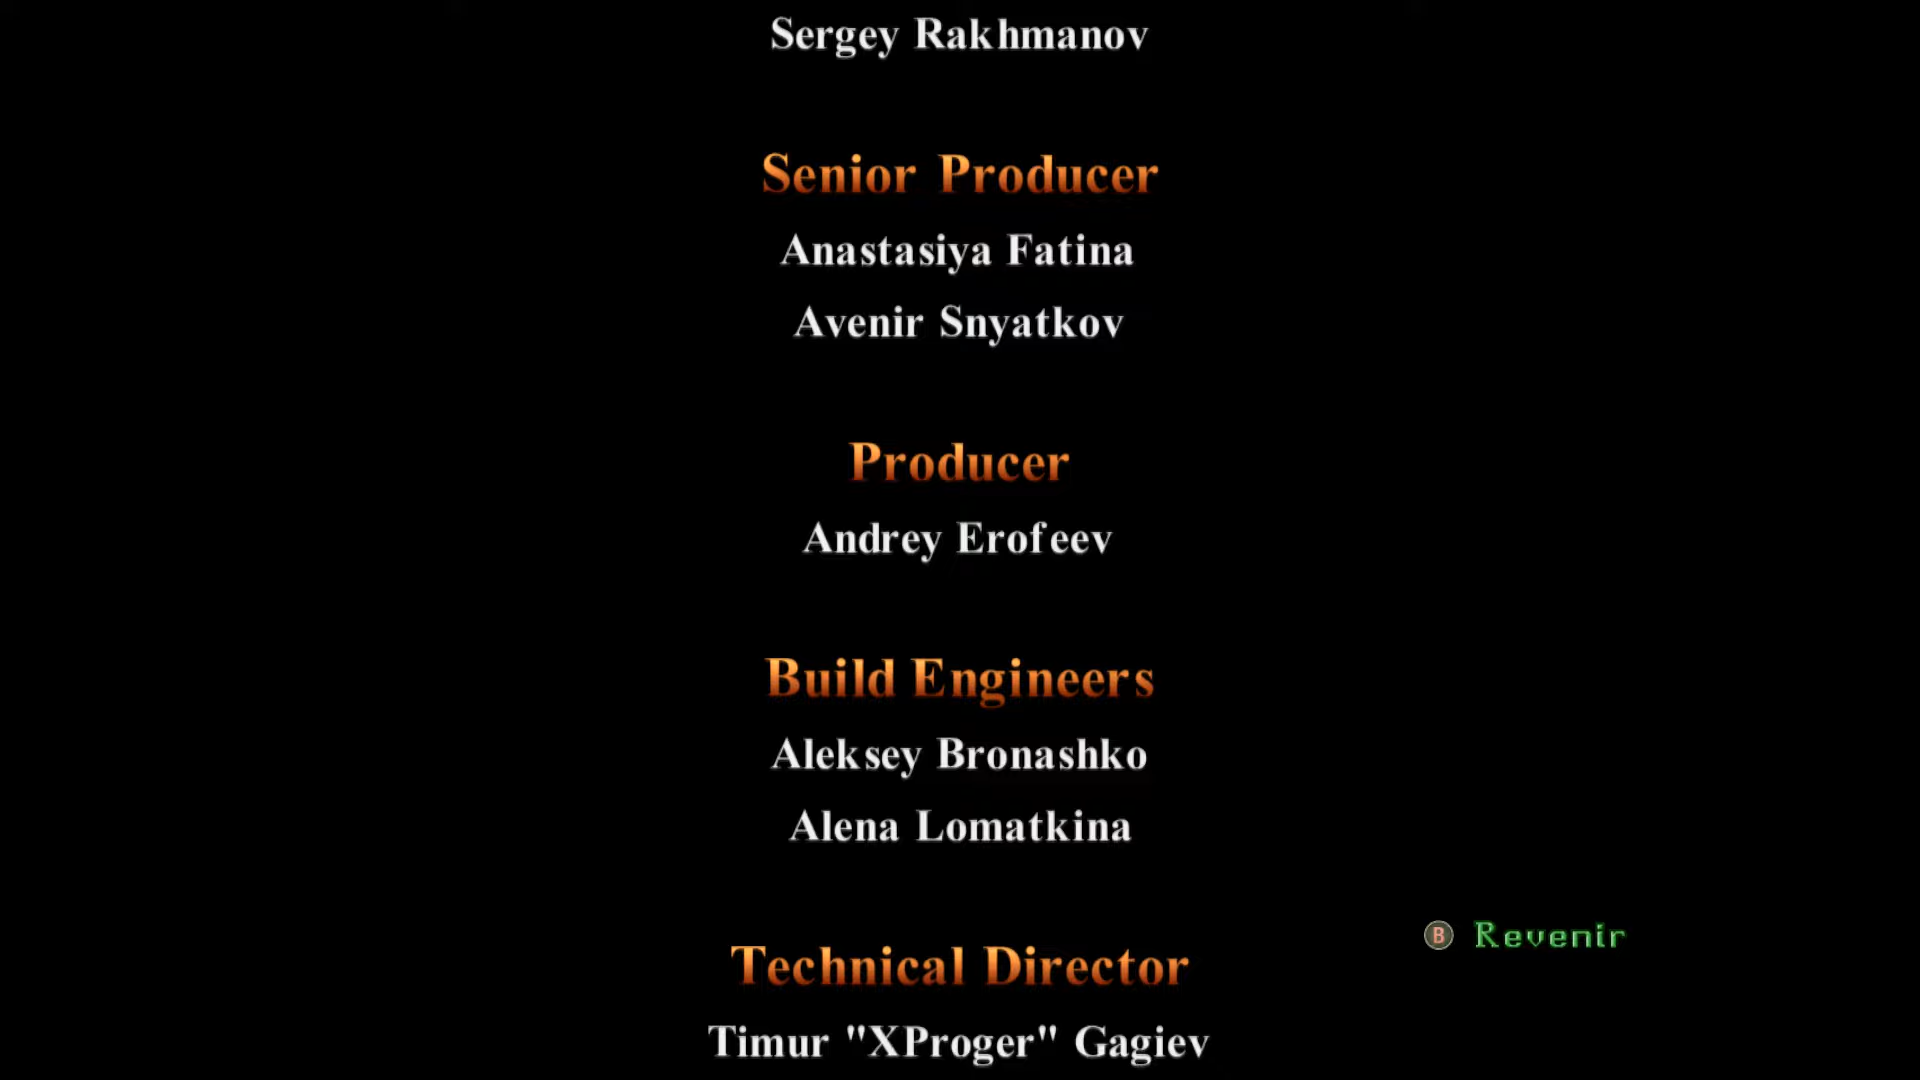 Sergey Rakhmanov
Senior Producer
Anastasiya Fatina
Avenir Snyatkov
Producer
Andrey Erofeev
Build Engineers
Aleksey Bronashko
Alena Lomatkina
B Revenir
Technical Director
Timur "XProger" Gagiev